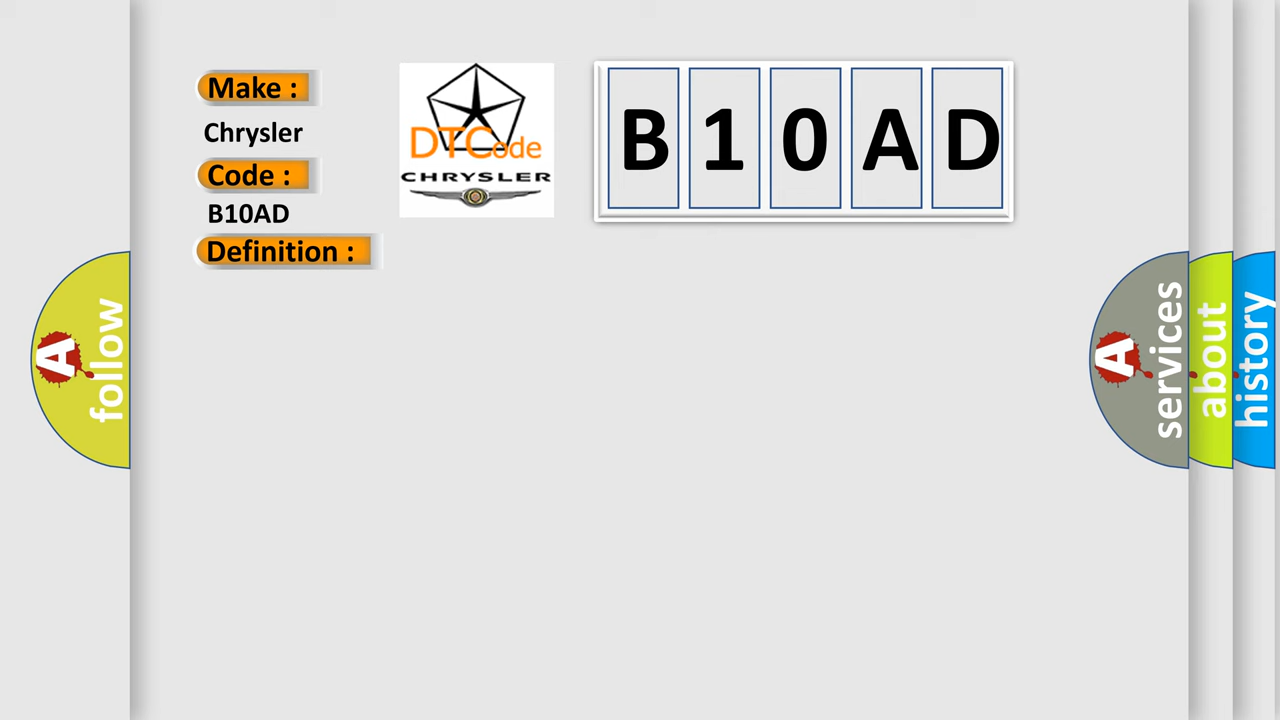 Make :
Chrysler
Code :
B10AD
Definition :
DTCode
CHRYSLER
B 1 0 A D
A follow
A services
about
history